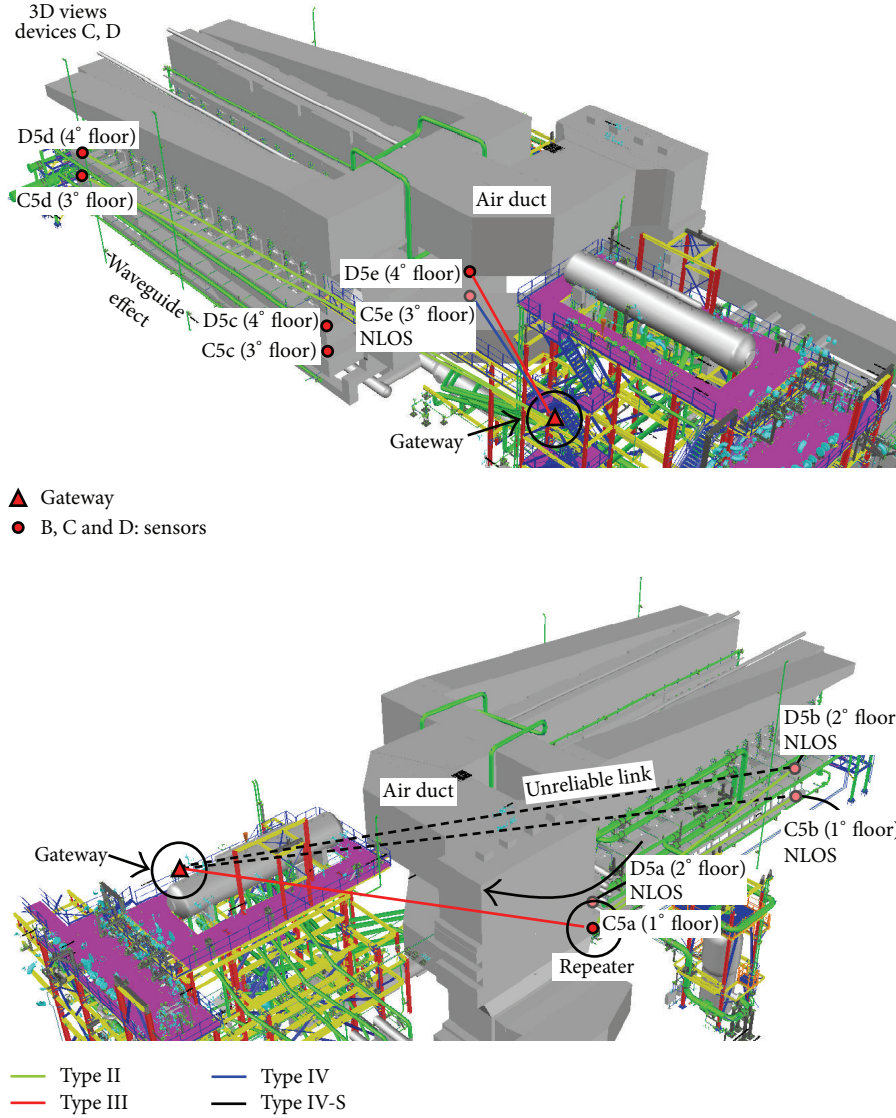 3D views
devices C, D
D5d (4° floor)
C5d (3° floor)
Air duct
D5e (4° floor)
Waveguide
effect
D5c (4° floor)
C5e (3° floor)
NLOS
C5c (3° floor)
Gateway
Gateway
B, C and D: sensors
D5b (2° floor)
NLOS
Air duct
Unreliable link
C5b (1° floor)
NLOS
Gateway
D5a (2° floor)
NLOS
C5a (1° floor)
Repeater
Type II
Type IV
Type III
Type IV-S